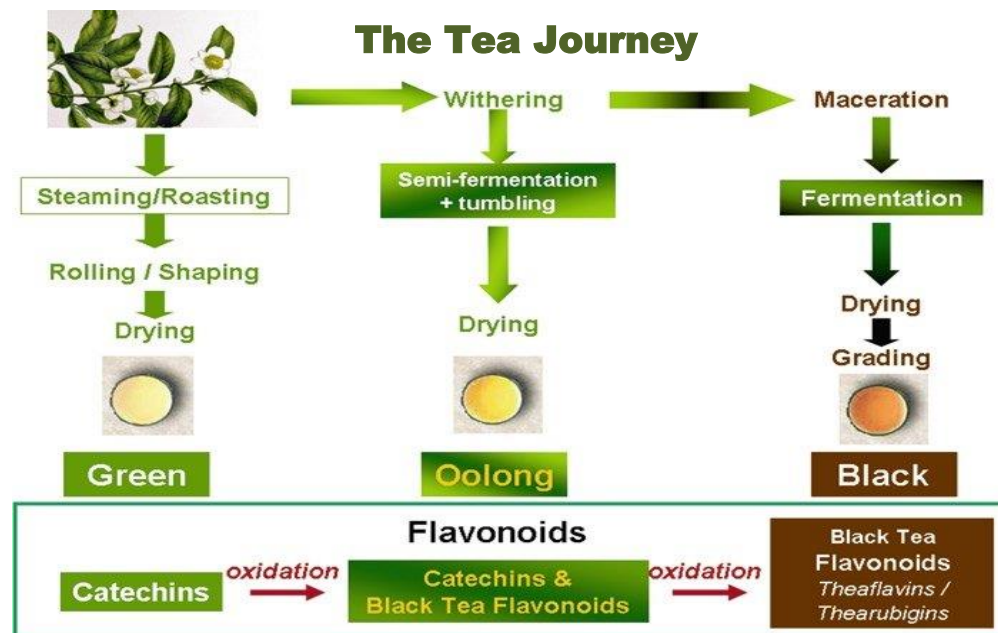 The Tea Journey
Withering
Maceration
Steaming/Roasting
Semi-fermentation
+ tumbling
Fermentation
Rolling / Shaping
Drying
Drying
Drying
Grading
Green
Oolong
Black
Flavonoids
Catechins
oxidation
Catechins &
Black Tea Flavonoids
oxidation
Black Tea
Flavonoids
Theaflavins /
Thearubigins